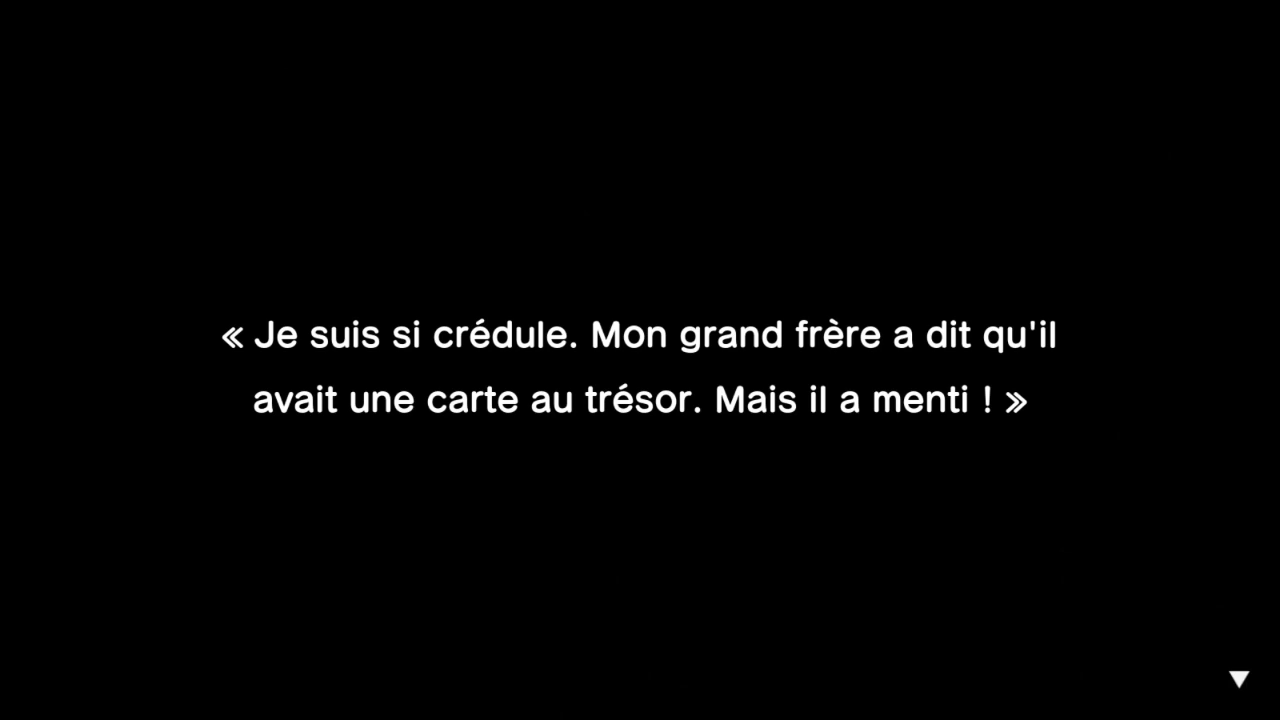 « Je suis si crédule. Mon grand frère a dit qu'il
avait une carte au trésor. Mais il a menti ! »